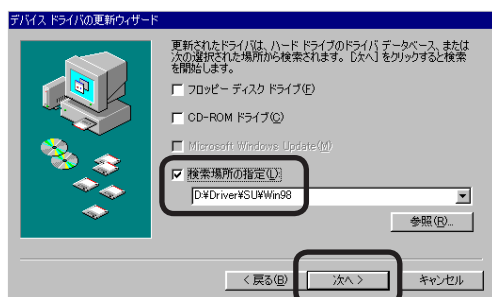 デバイス ドライバの更新ウィザード
更新されたドライバは、ハード ドライブのドライバ データベース、または
次の選択された場所から検索されます。[次へ] をクリックすると検索
を開始します。
フロッピー ディスク ドライブ(F)
CD-ROM ドライブ(C)
Microsoft Windows Update(M)
検索場所の指定(L):
D:¥Driver¥SU¥Win98
参照(R)...
< 戻る(B)
次へ >
キャンセル